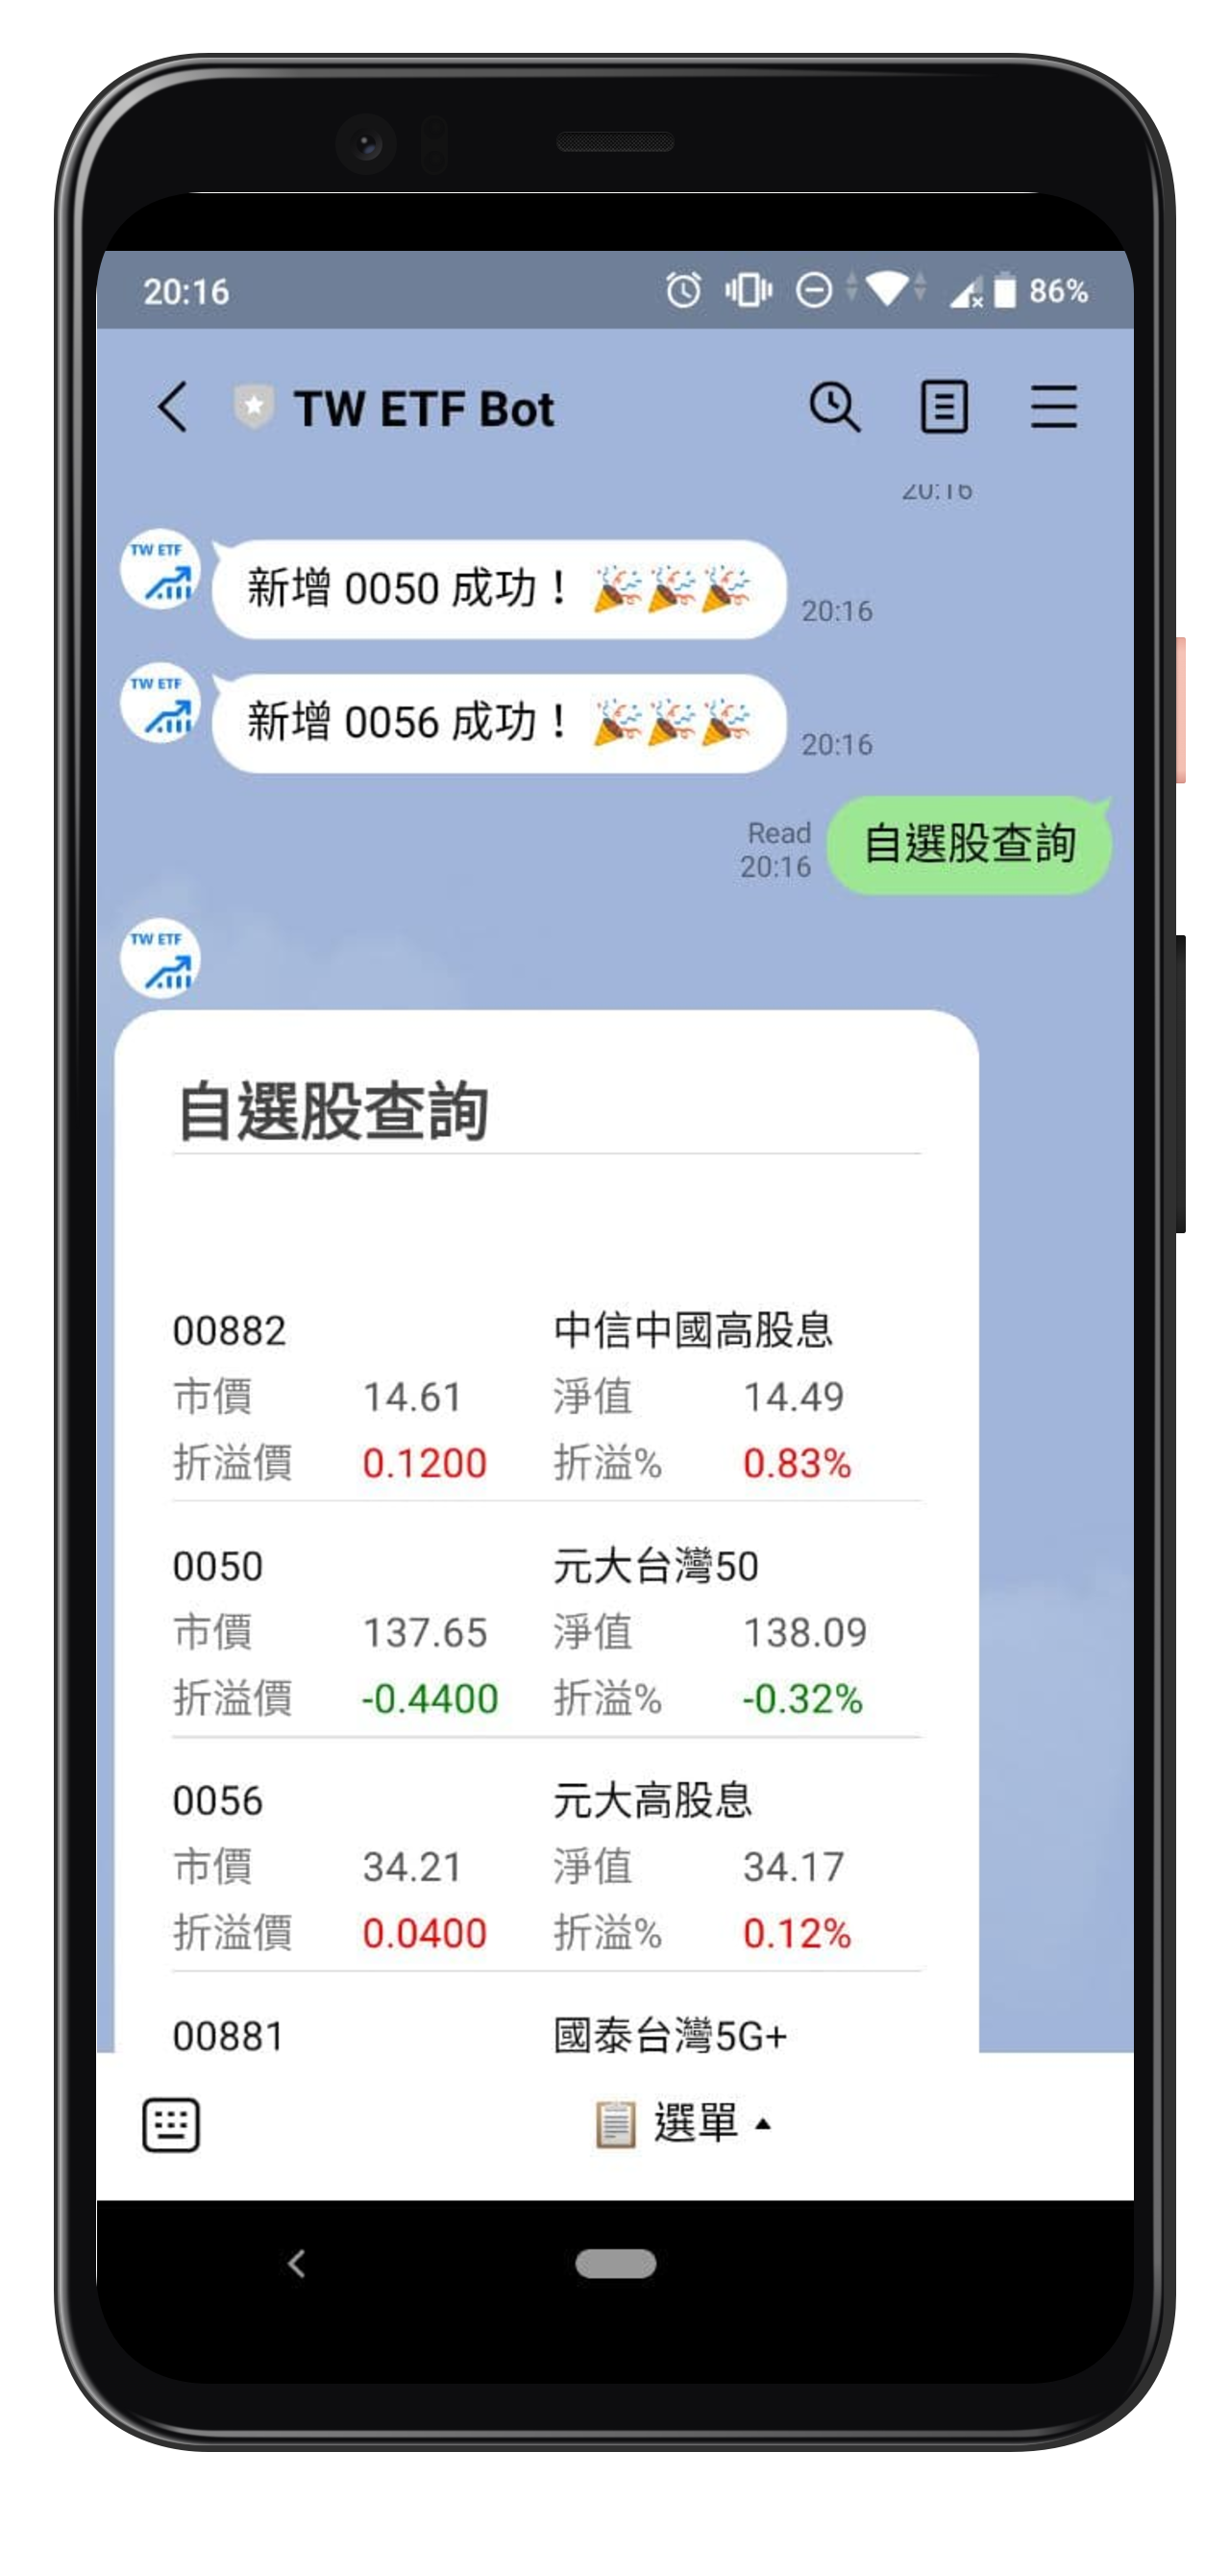 20:16 86%
TW ETF Bot
20:16
TW ETF
新增 0050 成功！ 🎉🎉🎉
20:16
TW ETF
新增 0056 成功！ 🎉🎉🎉
20:16
自選股查詢
Read
20:16
TW ETF
自選股查詢
00882 中信中國高股息
市價 14.61 淨值 14.49
折溢價 0.1200 折溢% 0.83%
0050 元大台灣50
市價 137.65 淨值 138.09
折溢價 -0.4400 折溢% -0.32%
0056 元大高股息
市價 34.21 淨值 34.17
折溢價 0.0400 折溢% 0.12%
00881 國泰台灣5G+
📋 選單 ▲